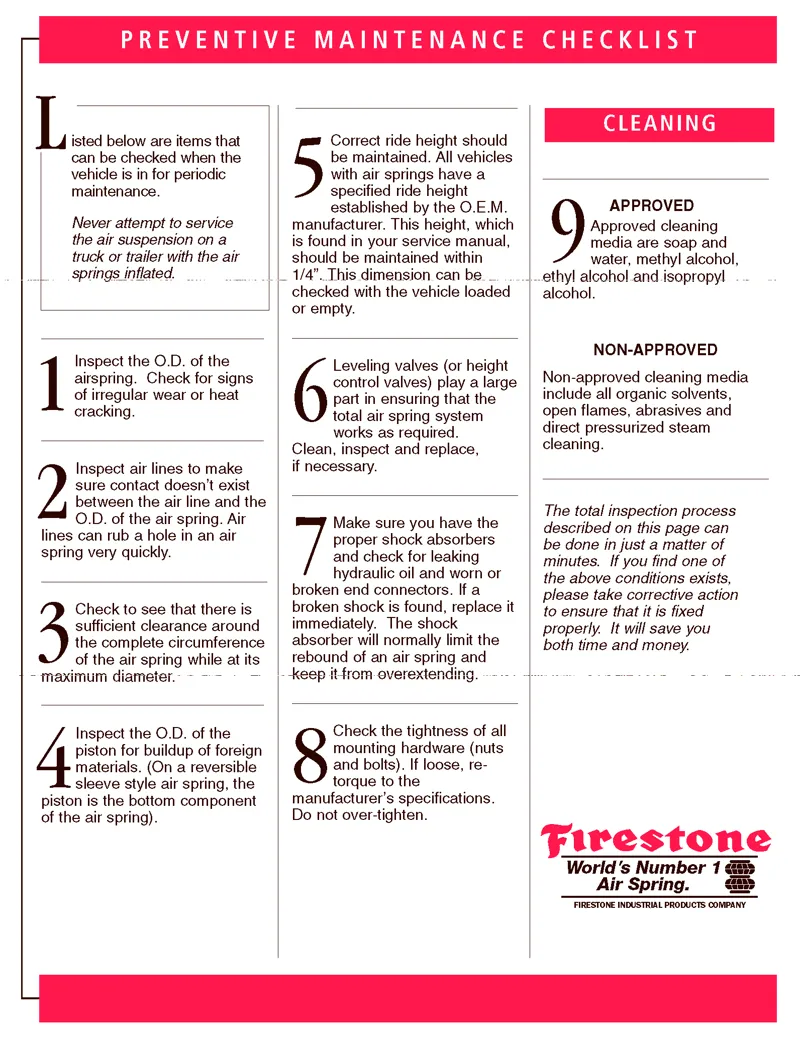 PREVENTIVE MAINTENANCE CHECKLIST
Listed below are items that
can be checked when the
vehicle is in for periodic
maintenance.
Never attempt to service
the air suspension on a
truck or trailer with the air
springs inflated.
1 Inspect the O.D. of the
airspring.  Check for signs
of irregular wear or heat
cracking.
2 Inspect air lines to make
sure contact doesn't exist
between the air line and the
O.D. of the air spring. Air
lines can rub a hole in an air
spring very quickly.
3 Check to see that there is
sufficient clearance around
the complete circumference
of the air spring while at its
maximum diameter.
4 Inspect the O.D. of the
piston for buildup of foreign
materials. (On a reversible
sleeve style air spring, the
piston is the bottom component
of the air spring).
5 Correct ride height should
be maintained. All vehicles
with air springs have a
specified ride height
established by the O.E.M.
manufacturer. This height, which
is found in your service manual,
should be maintained within
1/4”. This dimension can be
checked with the vehicle loaded
or empty.
6 Leveling valves (or height
control valves) play a large
part in ensuring that the
total air spring system
works as required.
Clean, inspect and replace,
if necessary.
7 Make sure you have the
proper shock absorbers
and check for leaking
hydraulic oil and worn or
broken end connectors. If a
broken shock is found, replace it
immediately.  The shock
absorber will normally limit the
rebound of an air spring and
keep it from overextending.
8 Check the tightness of all
mounting hardware (nuts
and bolts). If loose, re-
torque to the
manufacturer's specifications.
Do not over-tighten.
CLEANING
9 APPROVED
Approved cleaning
media are soap and
water, methyl alcohol,
ethyl alcohol and isopropyl
alcohol.
NON-APPROVED
Non-approved cleaning media
include all organic solvents,
open flames, abrasives and
direct pressurized steam
cleaning.
The total inspection process
described on this page can
be done in just a matter of
minutes.  If you find one of
the above conditions exists,
please take corrective action
to ensure that it is fixed
properly.  It will save you
both time and money.
Firestone
World's Number 1
Air Spring.
FIRESTONE INDUSTRIAL PRODUCTS COMPANY